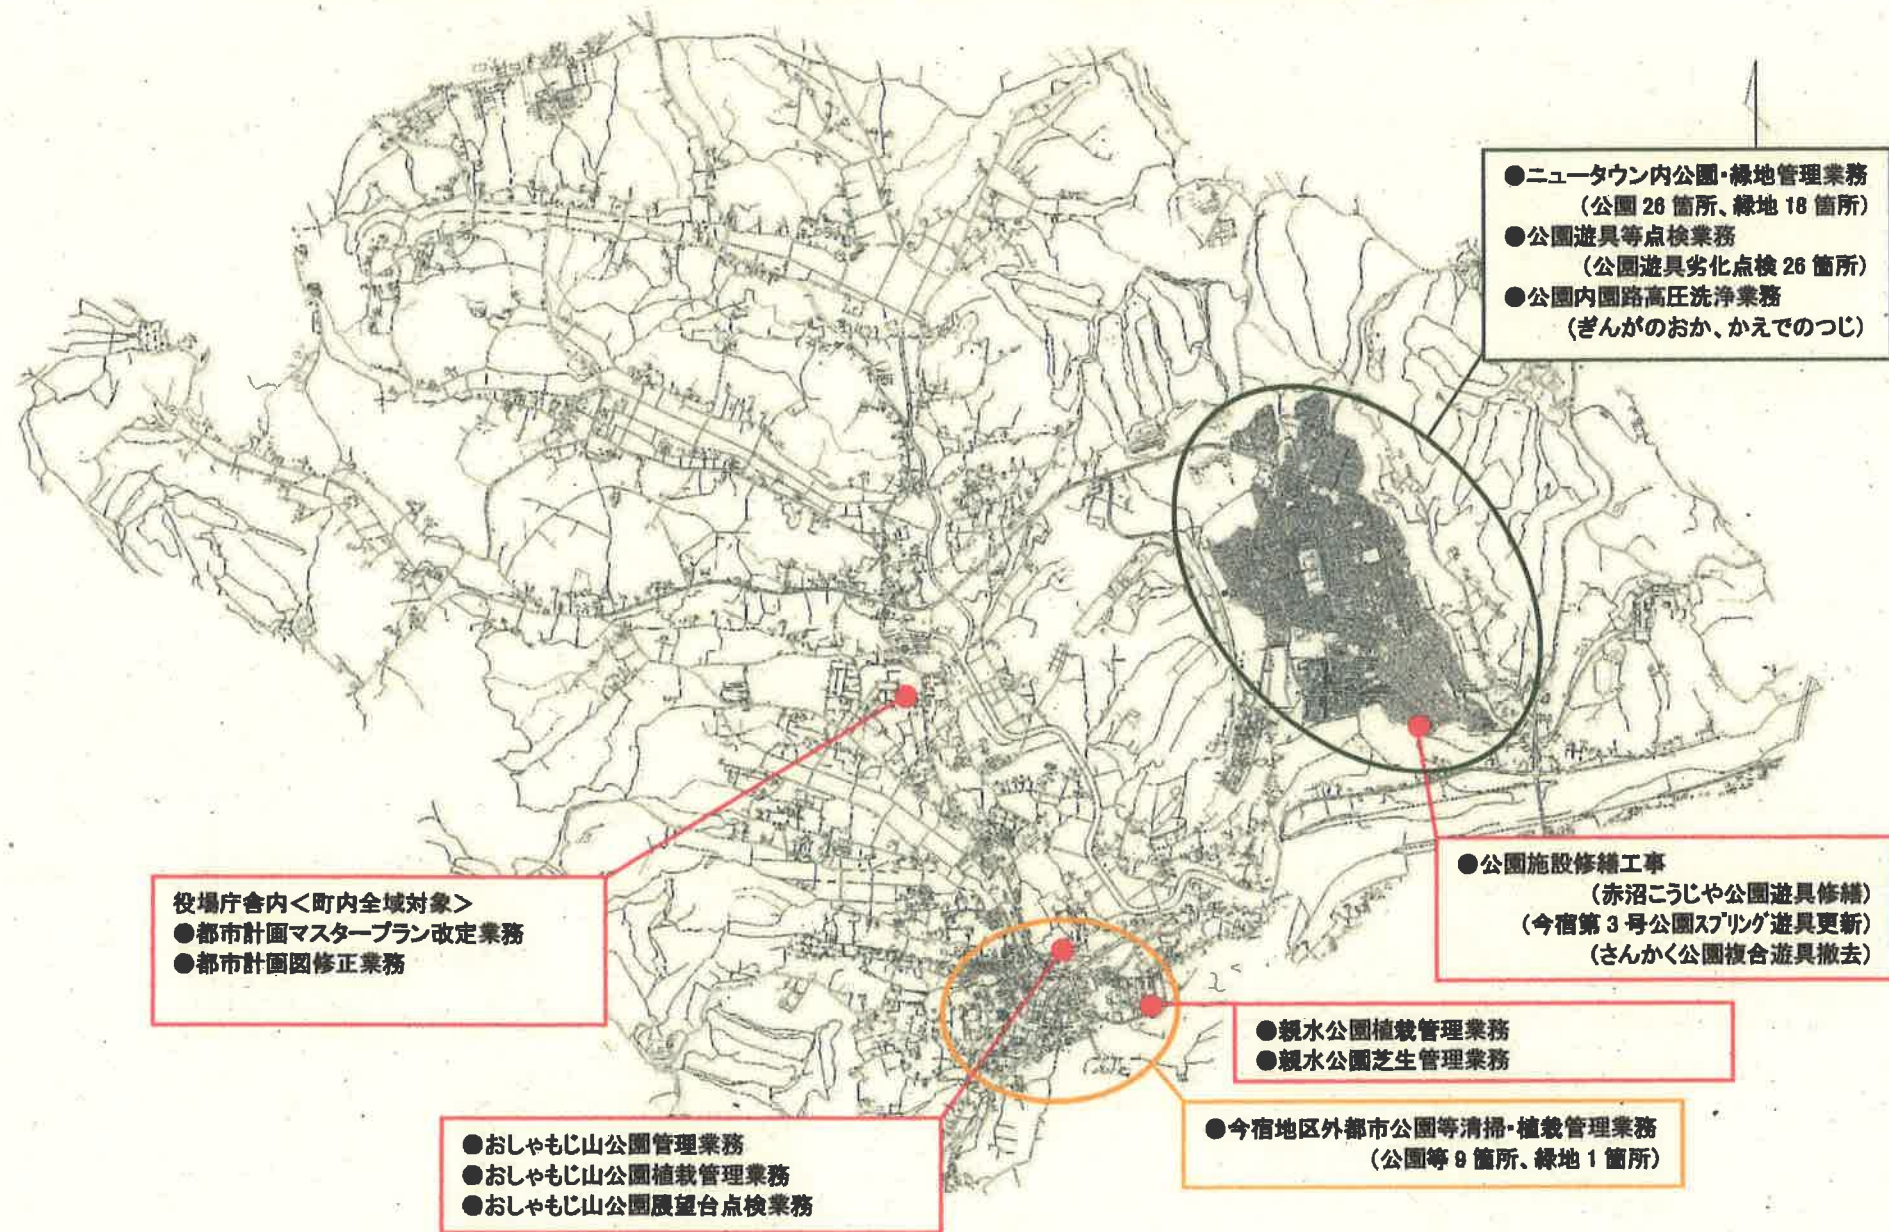 ●ニュータウン内公園・緑地管理業務
(公園 26 箇所、緑地 18 箇所)
●公園遊具等点検業務
(公園遊具劣化点検 26 箇所)
●公園内園路高圧洗浄業務
(ぎんがのおか、かえでのつじ)
役場庁舎内＜町内全域対象＞
●都市計画マスタープラン改定業務
●都市計画図修正業務
●公園施設修繕工事
(赤沼こうじや公園遊具修繕)
(今宿第 3 号公園ｽﾌﾟﾘﾝｸﾞ遊具更新)
(さんかく公園複合遊具撤去)
●親水公園植栽管理業務
●親水公園芝生管理業務
●今宿地区外都市公園等清掃・植栽管理業務
(公園等 9 箇所、緑地 1 箇所)
●おしゃもじ山公園管理業務
●おしゃもじ山公園植栽管理業務
●おしゃもじ山公園展望台点検業務